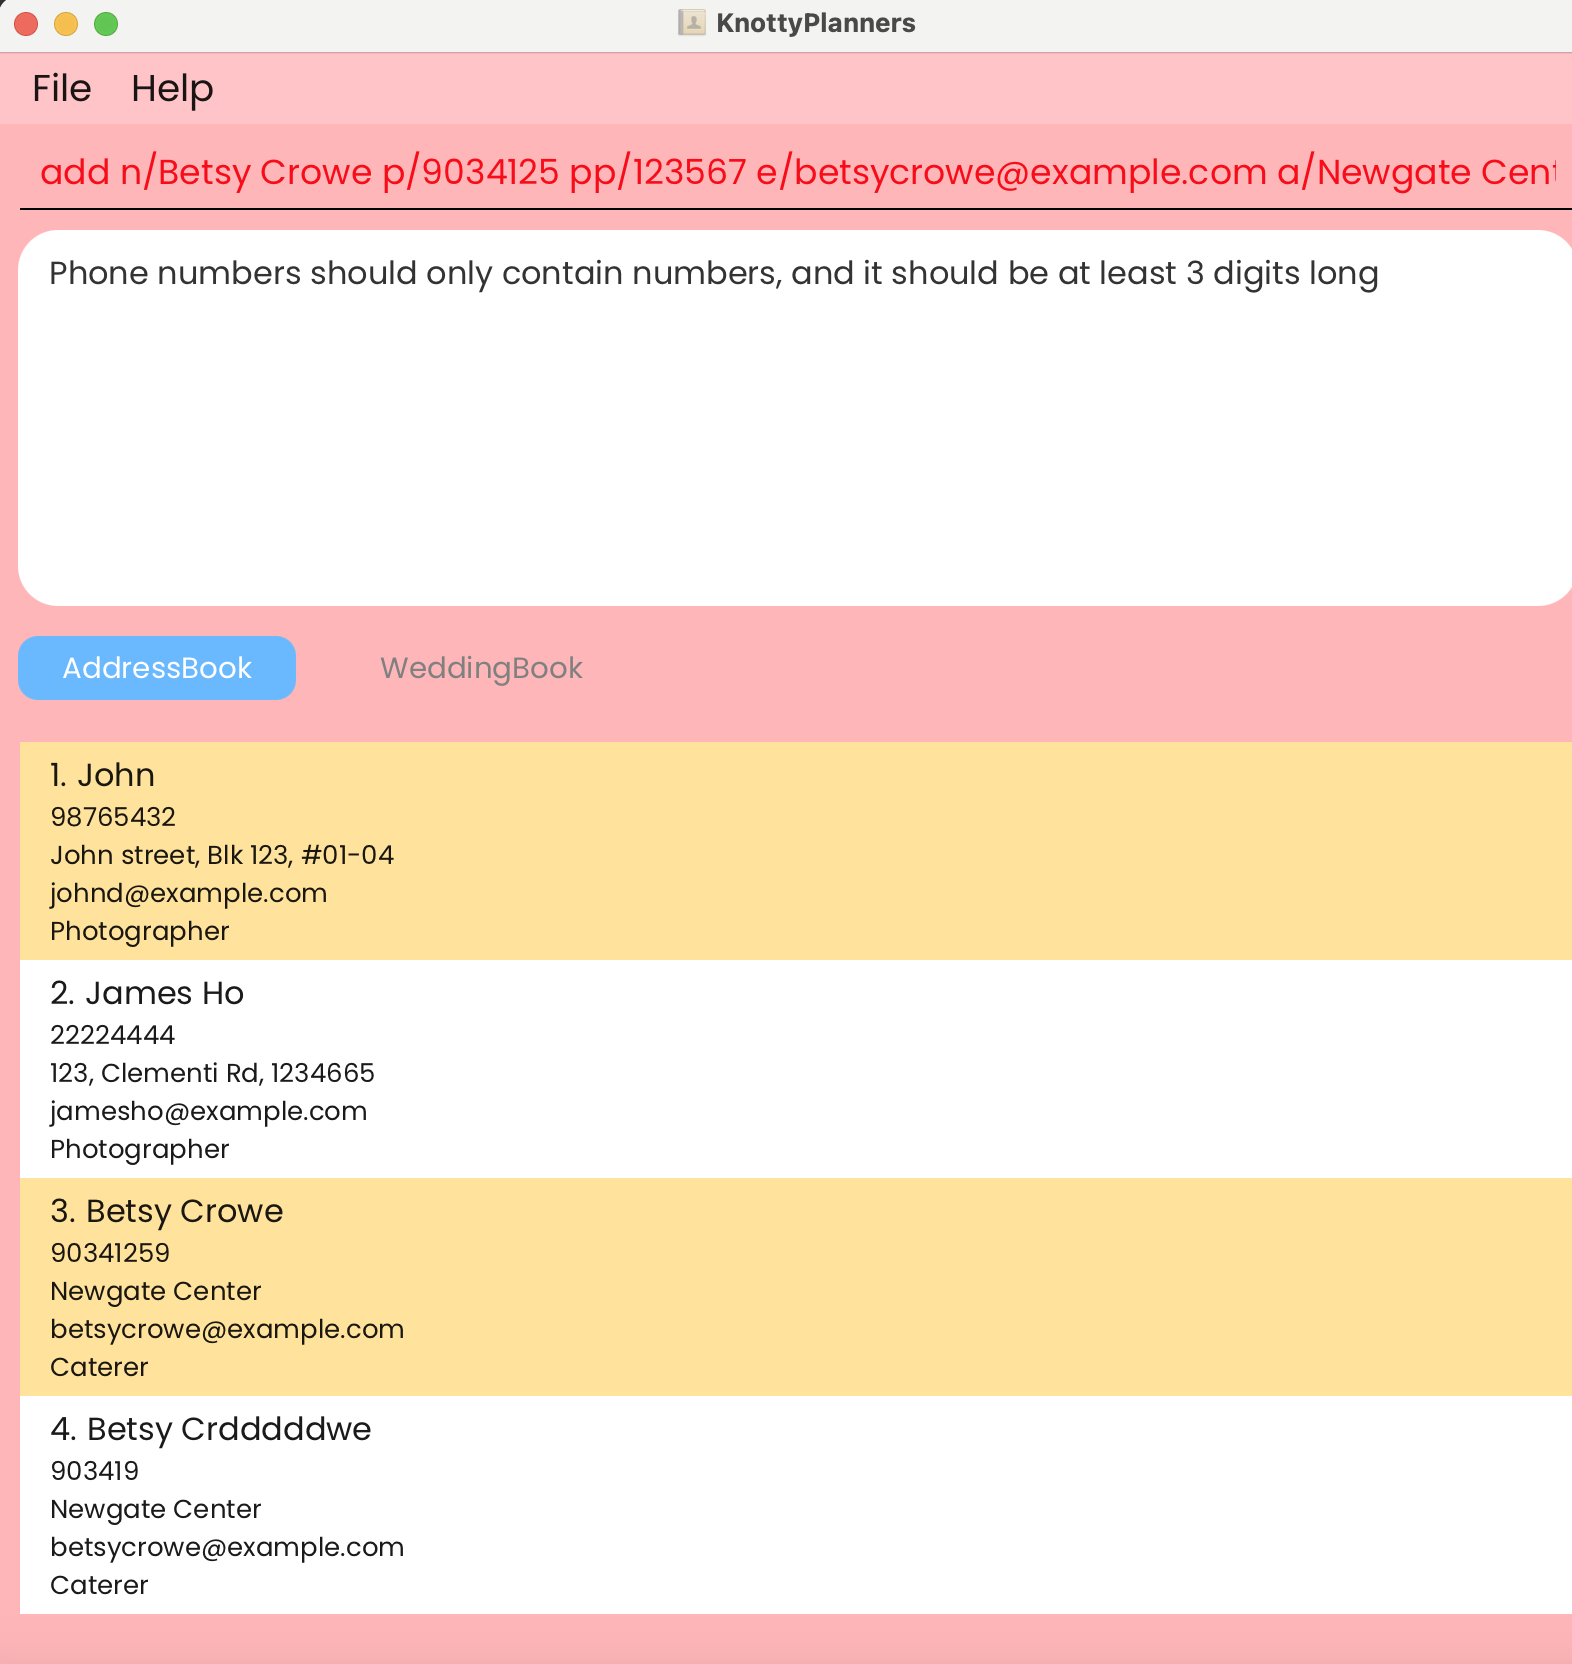 KnottyPlanners
File Help
add n/Betsy Crowe p/9034125 pp/123567 e/betsycrowe@example.com a/Newgate Cent
Phone numbers should only contain numbers, and it should be at least 3 digits long
AddressBook WeddingBook
1. John
98765432
John street, Blk 123, #01-04
johnd@example.com
Photographer
2. James Ho
22224444
123, Clementi Rd, 1234665
jamesho@example.com
Photographer
3. Betsy Crowe
90341259
Newgate Center
betsycrowe@example.com
Caterer
4. Betsy Crdddddwe
903419
Newgate Center
betsycrowe@example.com
Caterer